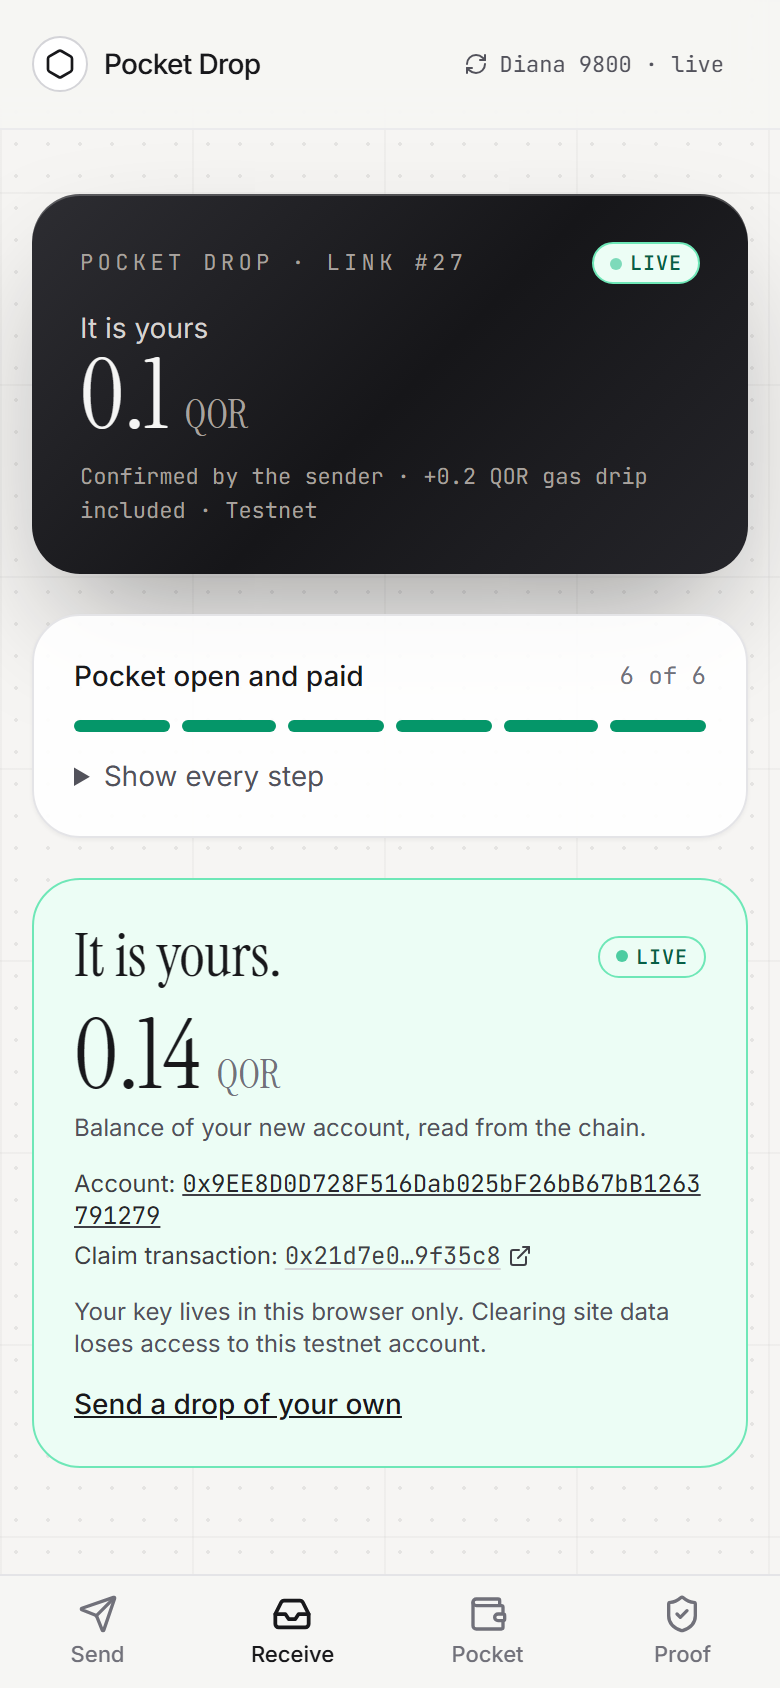 Pocket Drop
Diana 9800 · live
POCKET DROP · LINK #27
LIVE
It is yours
0.1 QOR
Confirmed by the sender · +0.2 QOR gas drip
included · Testnet
Pocket open and paid
6 of 6
Show every step
It is yours.
LIVE
0.14 QOR
Balance of your new account, read from the chain.
Account: 0x9EE8D0D728F516Dab025bF26bB67bB1263
791279
Claim transaction: 0x21d7e0…9f35c8
Your key lives in this browser only. Clearing site data
loses access to this testnet account.
Send a drop of your own
Send
Receive
Pocket
Proof